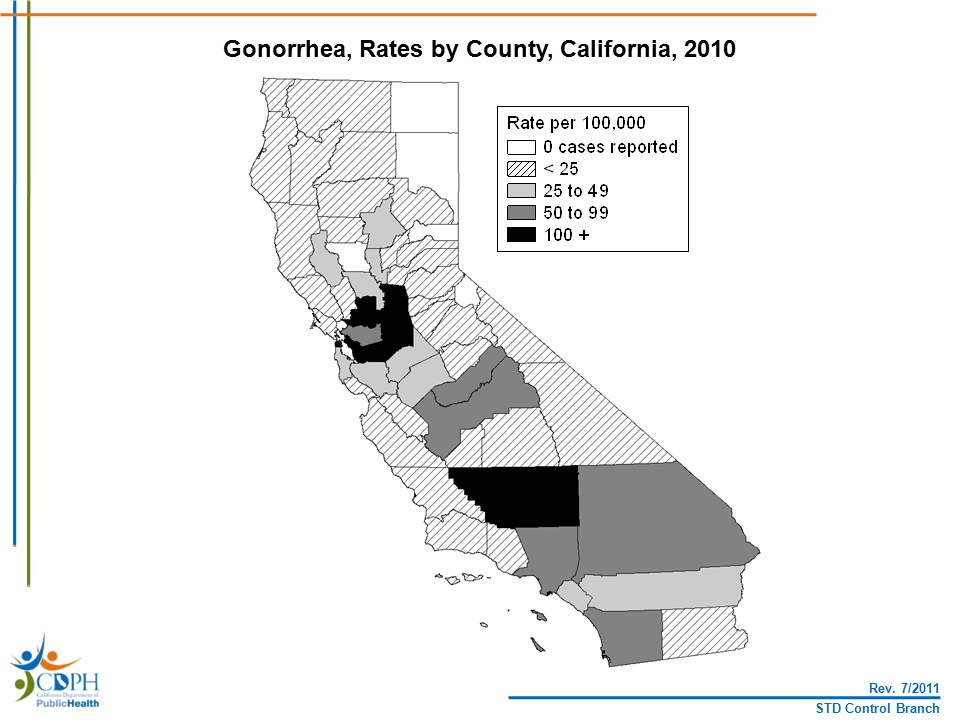 Gonorrhea, Rates by County, California, 2010
Rate per 100,000
0 cases reported
< 25
25 to 49
50 to 99
100 +
CDPH
California Department of
PublicHealth
Rev. 7/2011
STD Control Branch